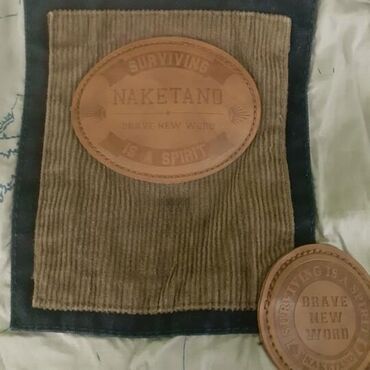 SURVIVING
NAKETANO
BRAVE NEW WORD
IS A SPIRIT
SURVIVING IS A SPIRIT
BRAVE
NEW
WORD
NAKETANO